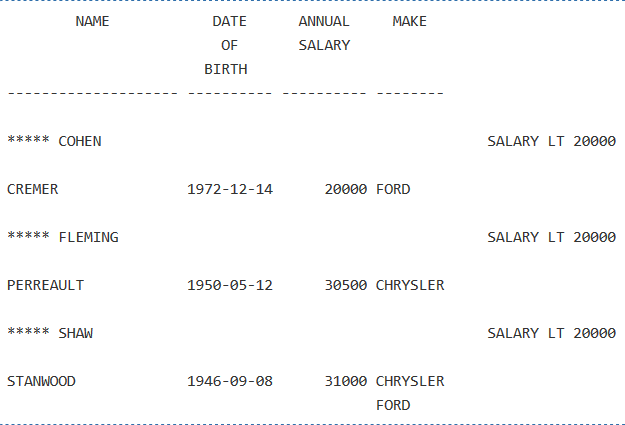 NAME            DATE      ANNUAL     MAKE
                         OF       SALARY
                       BIRTH
-------------------- ---------- ---------- --------
***** COHEN                                             SALARY LT 20000
CREMER               1972-12-14      20000 FORD
***** FLEMING                                           SALARY LT 20000
PERREAULT            1950-05-12      30500 CHRYSLER
***** SHAW                                              SALARY LT 20000
STANWOOD             1946-09-08      31000 CHRYSLER
                                           FORD